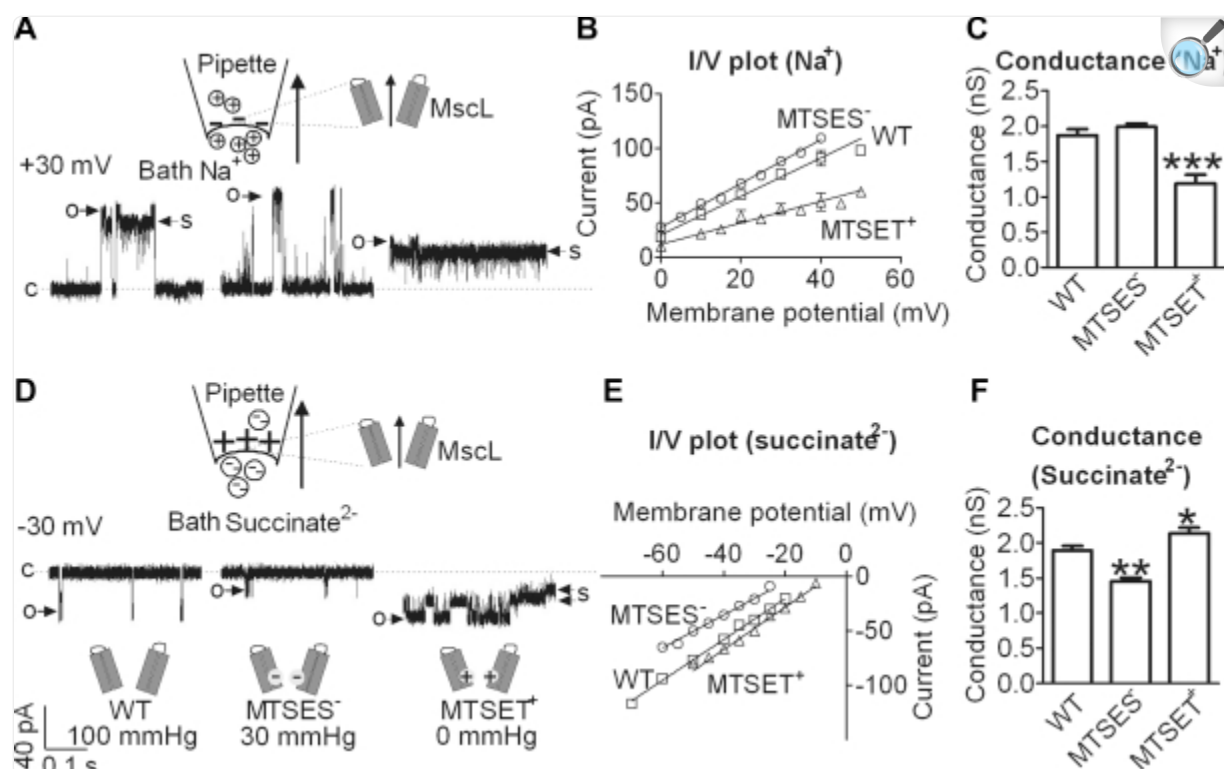 A
Pipette
MscL
+30 mV
Bath Na⁺
o
s
o
o
s
c
B
I/V plot (Na⁺)
Current (pA)
150
100
50
0
MTSES⁻
WT
MTSET⁺
0 20 40 60
Membrane potential (mV)
C
Conductance (Na⁺
Conductance (nS)
2.5
2.0
1.5
1.0
0.5
0.0
***
WT
MTSES⁻
MTSET⁺
D
Pipette
MscL
-30 mV
Bath Succinate²⁻
c
o
o
o
s
WT
100 mmHg
MTSES⁻
30 mmHg
MTSET⁺
0 mmHg
40 pA
0.1 s
E
I/V plot (succinate²⁻)
Membrane potential (mV)
-60 -40 -20 0
0
-50
-100
Current (pA)
MTSES⁻
WT
MTSET⁺
F
Conductance
(Succinate²⁻)
Conductance (nS)
2.5
2.0
1.5
1.0
0.5
0.0
**
*
WT
MTSES⁻
MTSET⁺